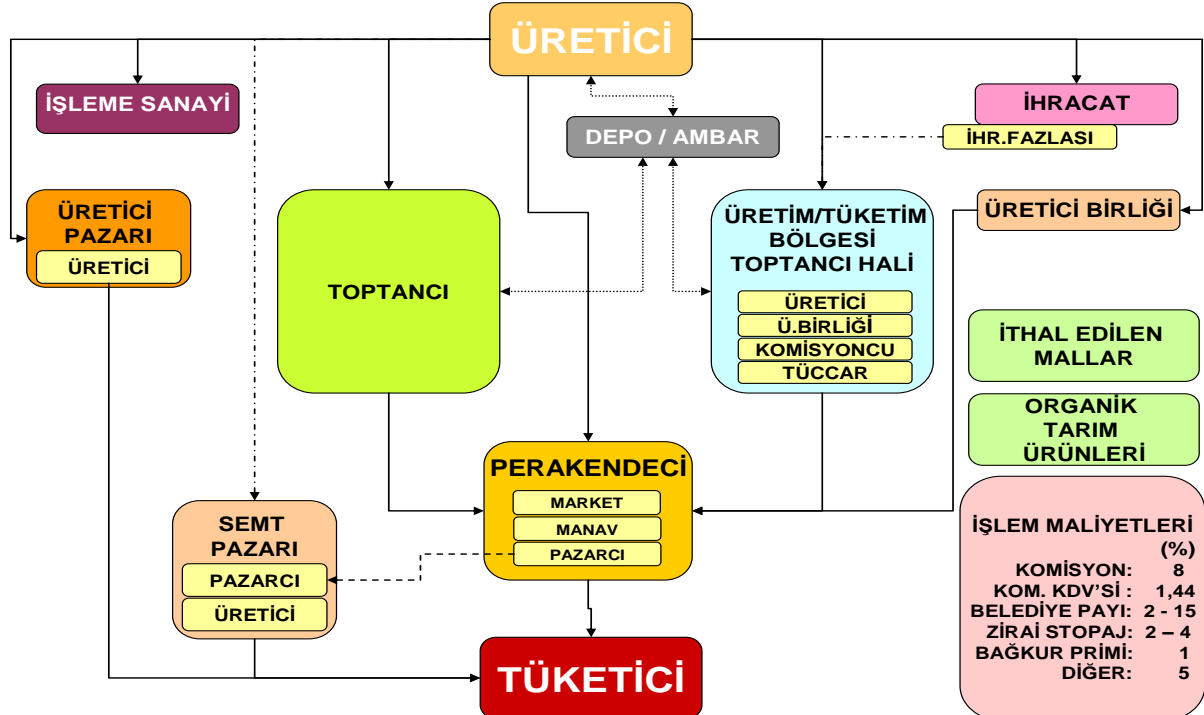 ÜRETİCİ
İŞLEME SANAYİ
DEPO / AMBAR
İHRACAT
İHR.FAZLASI
ÜRETİCİ
PAZARI
ÜRETİCİ
TOPTANCI
ÜRETİM/TÜKETİM
BÖLGESİ
TOPTANCI HALİ
ÜRETİCİ
Ü.BİRLİĞİ
KOMİSYONCU
TÜCCAR
ÜRETİCİ BİRLİĞİ
İTHAL EDİLEN
MALLAR
ORGANİK
TARIM
ÜRÜNLERİ
PERAKENDECİ
MARKET
MANAV
PAZARCI
SEMT
PAZARI
PAZARCI
ÜRETİCİ
TÜKETİCİ
İŞLEM MALİYETLERİ
(%)
KOMİSYON: 8
KOM. KDV'Sİ : 1,44
BELEDİYE PAYI: 2 - 15
ZİRAİ STOPAJ: 2 – 4
BAĞKUR PRİMİ: 1
DİĞER: 5